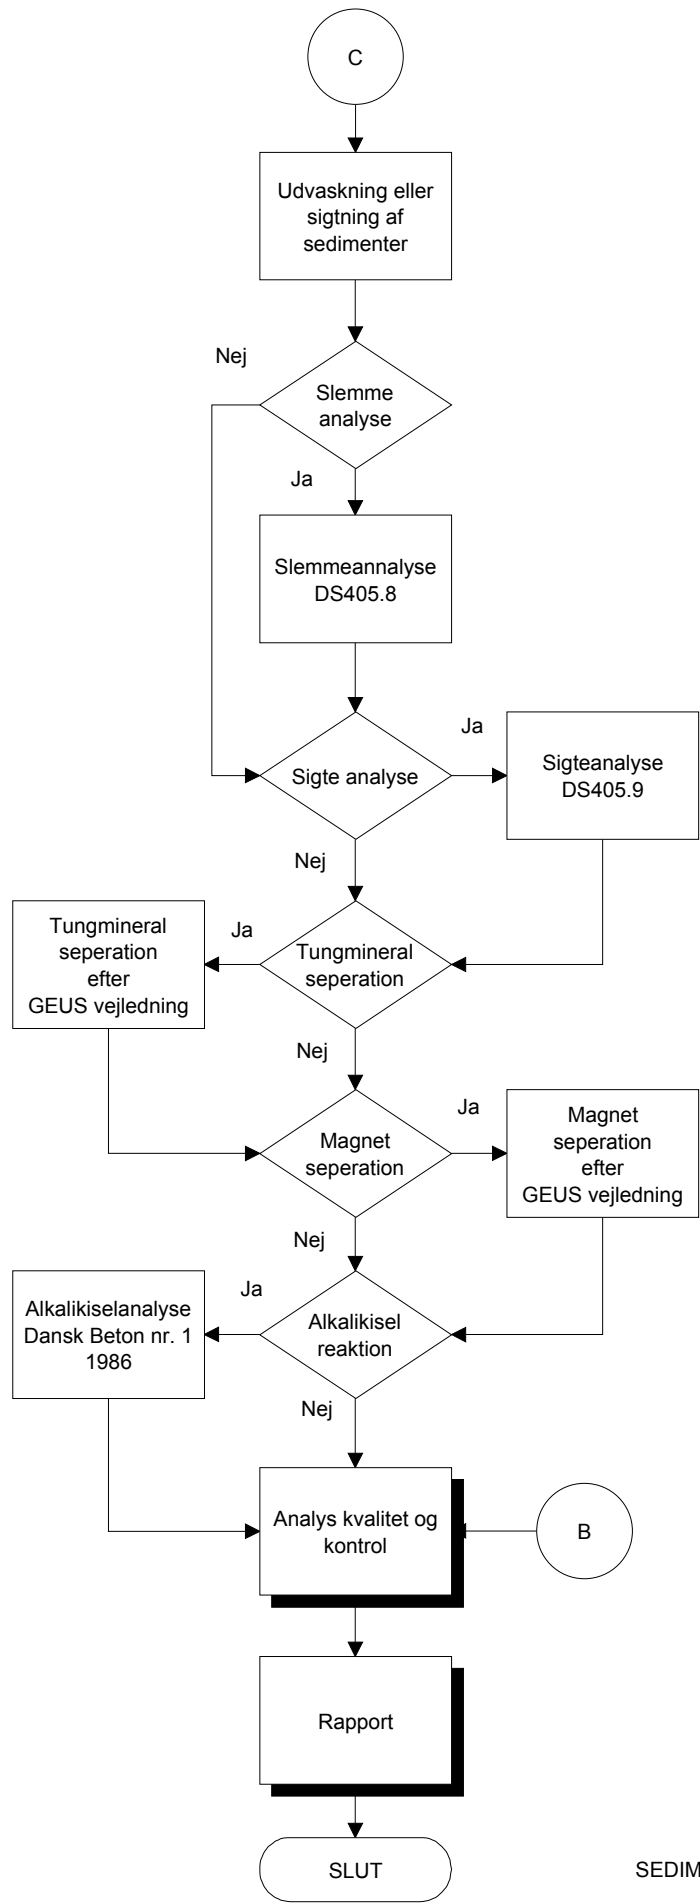 C
Udvaskning eller
sigtning af
sedimenter
Nej
Slemme
analyse
Ja
Slemmeannalyse
DS405.8
Sigte analyse
Ja
Sigteanalyse
DS405.9
Nej
Tungmineral
seperation
efter
GEUS vejledning
Ja
Tungmineral
seperation
Nej
Magnet
seperation
Ja
Magnet
seperation
efter
GEUS vejledning
Nej
Alkalikiselanalyse
Dansk Beton nr. 1
1986
Ja
Alkalikisel
reaktion
Nej
Analys kvalitet og
kontrol
B
Rapport
SLUT
SEDIM